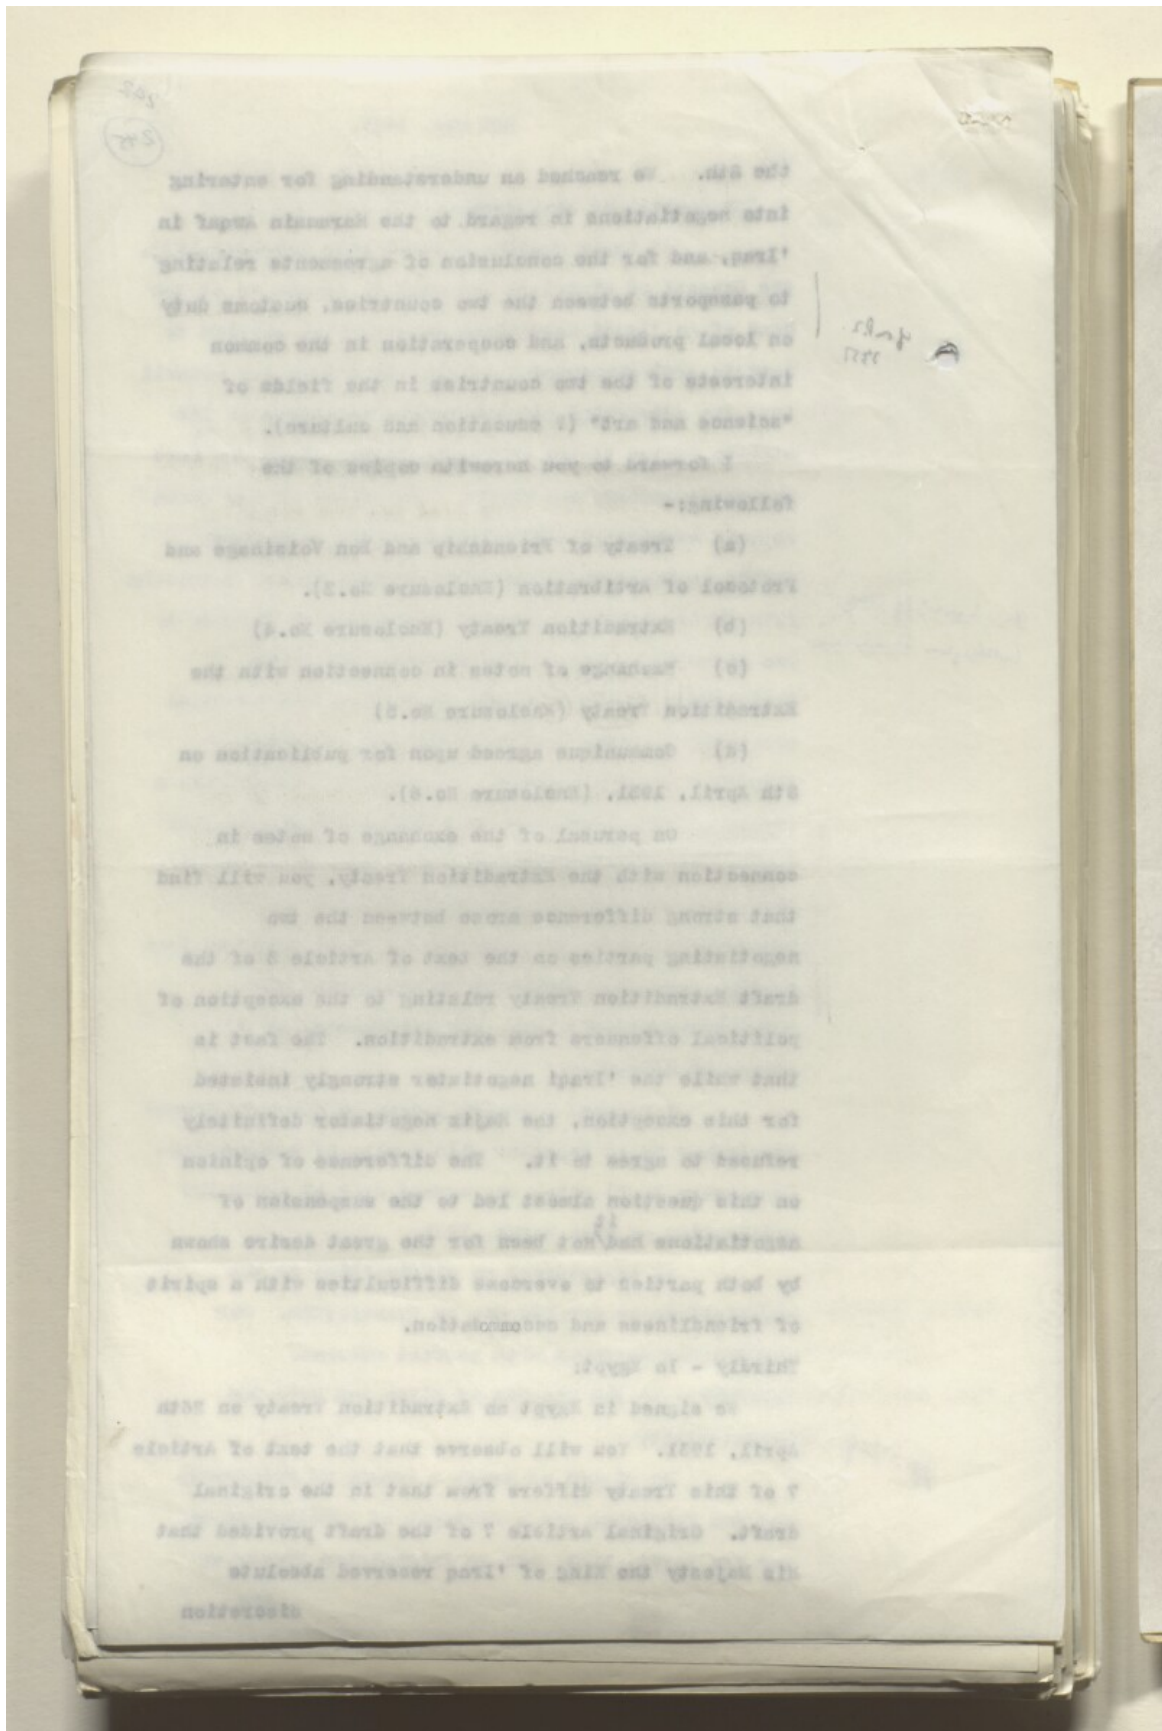 the 8th. We reached an understanding for entering
into negotiations in regard to the Haramain Awqaf in
'Iraq, and for the conclusion of agreements relating
to passports between the two countries, customs duty
on local products, and cooperation in the common
interests of the two countries in the fields of
"science and art" (? education and culture).
I forward to you herewith copies of the
following:-
(a) Treaty of Friendship and Bon Voisinage and
Protocol of Arbitration (Enclosure No.3).
(b) Extradition Treaty (Enclosure No.4)
(c) Exchange of notes in connection with the
Extradition Treaty (Enclosure No.5)
(d) Communique agreed upon for publication on
8th April, 1931. (Enclosure No.6).
On perusal of the exchange of notes in
connection with the Extradition Treaty, you will find
that strong difference arose between the two
negotiating parties on the text of Article 3 of the
draft Extradition Treaty relating to the exception of
political offenders from extradition. The fact is
that while the 'Iraqi negotiator strongly insisted
for this exception, the Hejiz negotiator definitely
refused to agree to it. The difference of opinion
on this question almost led to the suspension of
negotiations had it not been for the great desire shown
by both parties to overcome difficulties with a spirit
of friendliness and accommodation.
Thirdly - In Egypt:
We signed in Egypt an Extradition Treaty on
April, 1931. You will observe that the text of Article
7 of this Treaty differs from that in the original
draft. Original article 7 of the draft provided that
His Majesty the King of 'Iraq reserved absolute
discretion